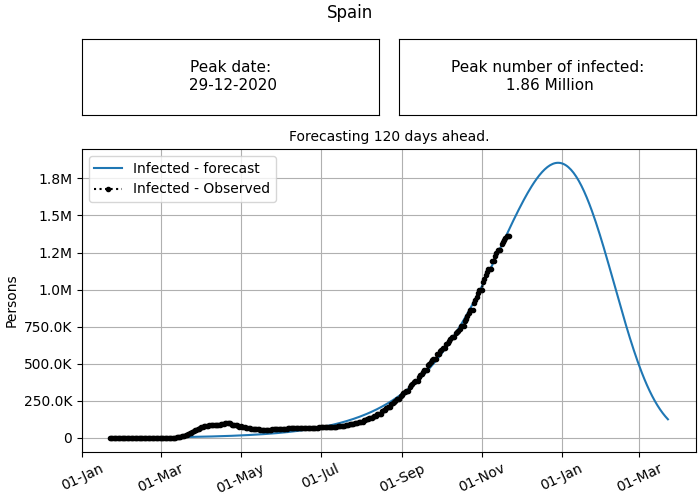 Spain
Peak date:
29-12-2020
Peak number of infected:
1.86 Million
Forecasting 120 days ahead.
Infected - forecast
Infected - Observed
Persons
1.8M
1.5M
1.2M
1.0M
750.0K
500.0K
250.0K
0
01-Jan
01-Mar
01-May
01-Jul
01-Sep
01-Nov
01-Jan
01-Mar